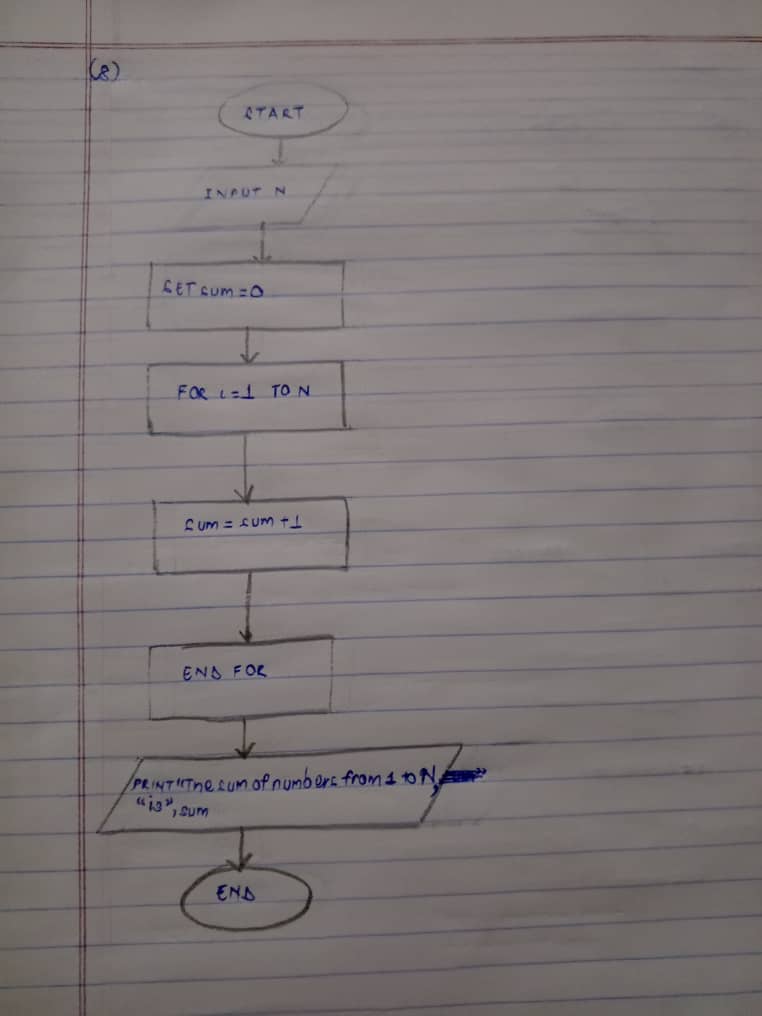 (8)
START
INPUT N
SET sum = 0
FOR i = 1 TO N
sum = sum + 1
END FOR
PRINT "The sum of numbers from 1 to N,
"is", sum
END